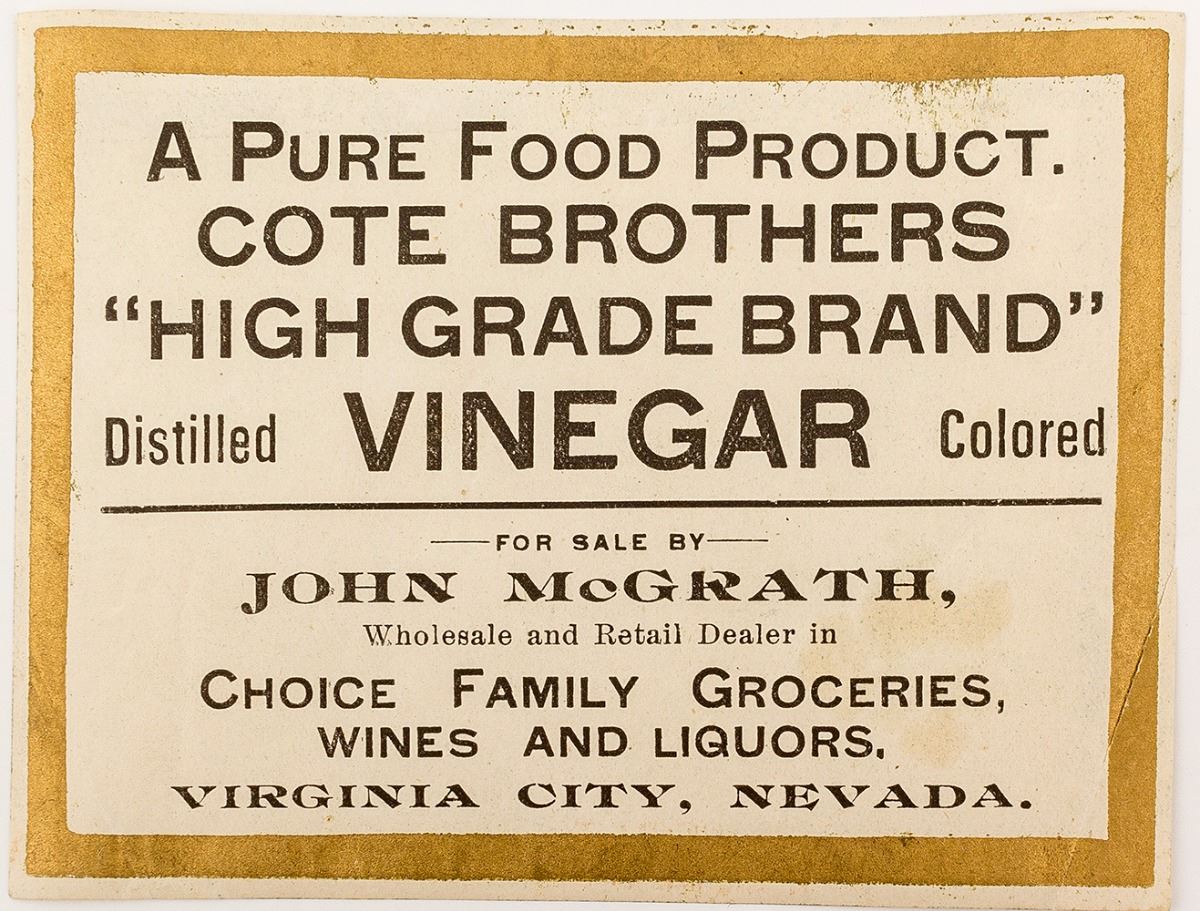 A PURE FOOD PRODUCT.
COTE BROTHERS
“HIGH GRADE BRAND”
Distilled VINEGAR Colored
FOR SALE BY
JOHN McGRATH,
Wholesale and Retail Dealer in
CHOICE FAMILY GROCERIES,
WINES AND LIQUORS,
VIRGINIA CITY, NEVADA.